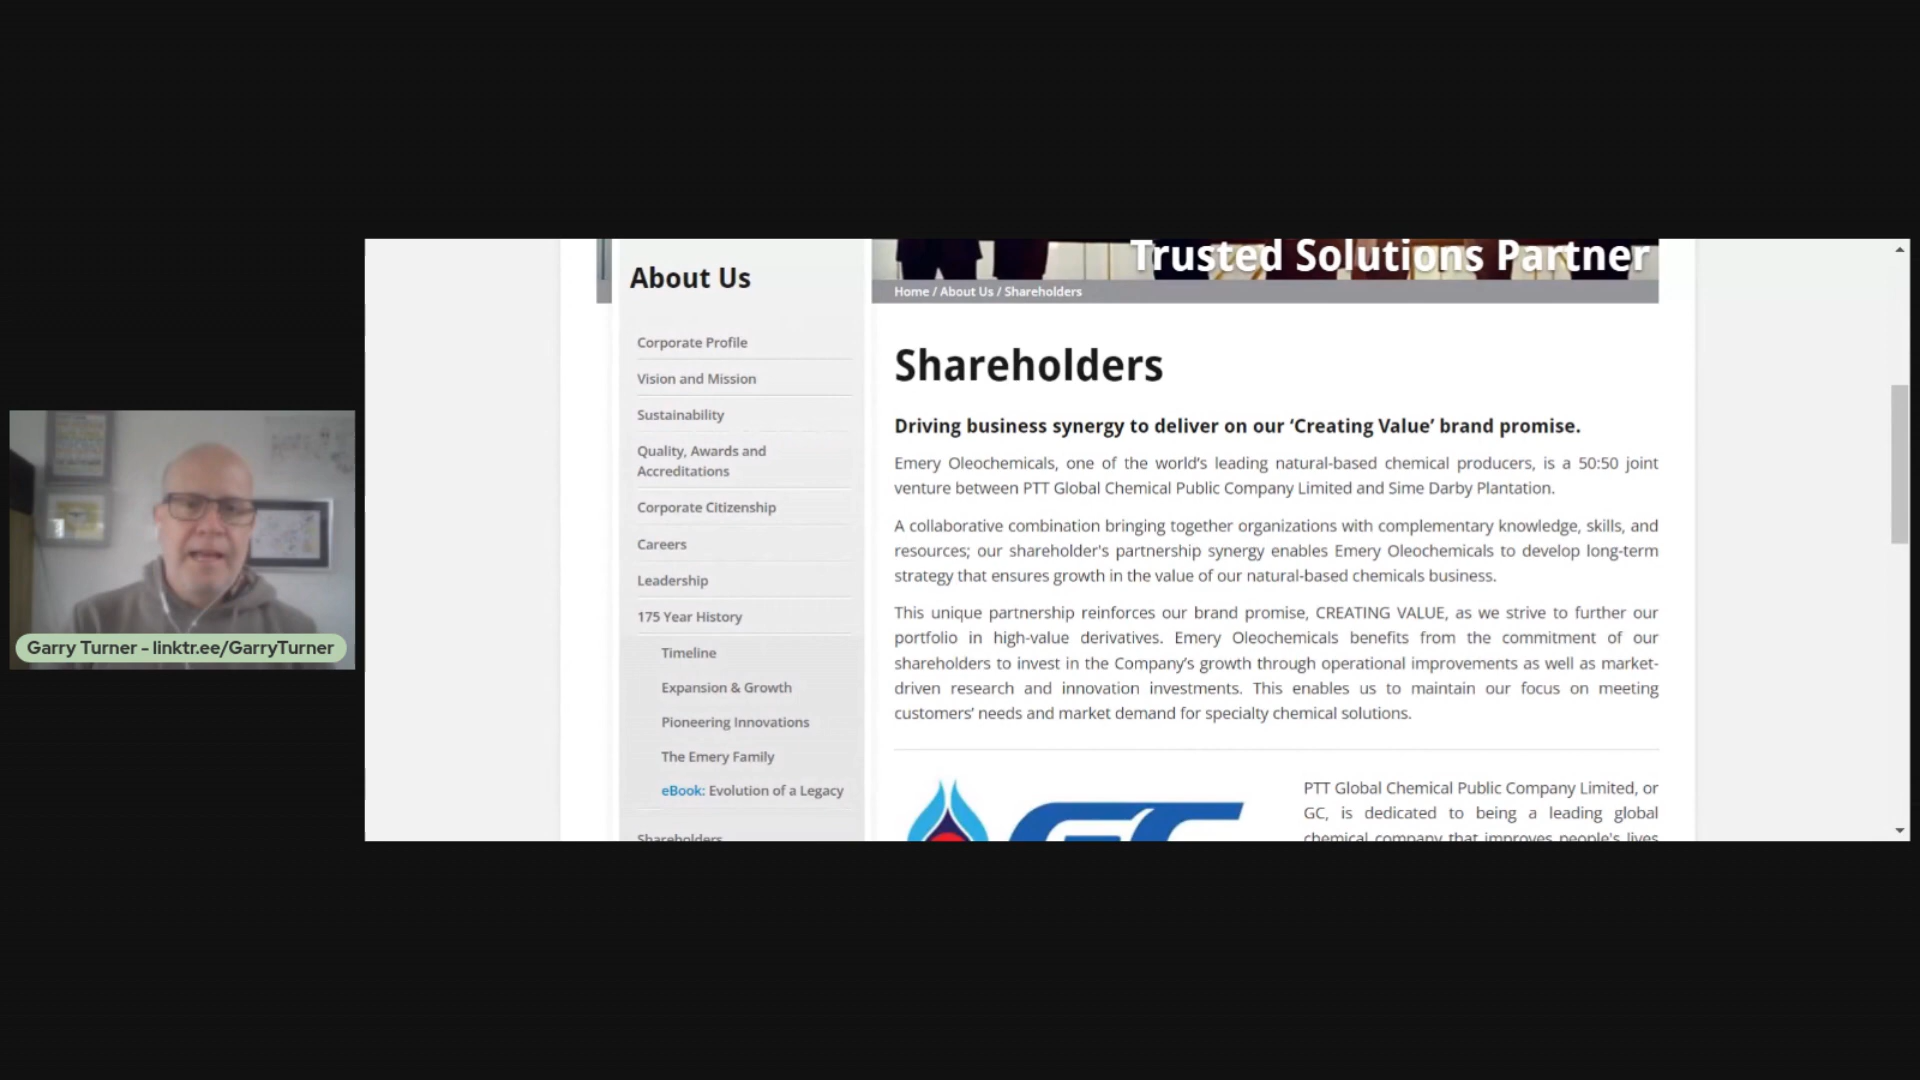 Trusted Solutions Partner
Home / About Us / Shareholders
About Us
Corporate Profile
Vision and Mission
Sustainability
Quality, Awards and
Accreditations
Corporate Citizenship
Careers
Leadership
175 Year History
Timeline
Expansion & Growth
Pioneering Innovations
The Emery Family
eBook: Evolution of a Legacy
Shareholders
Shareholders
Driving business synergy to deliver on our ‘Creating Value’ brand promise.
Emery Oleochemicals, one of the world’s leading natural-based chemical producers, is a 50:50 joint
venture between PTT Global Chemical Public Company Limited and Sime Darby Plantation.
A collaborative combination bringing together organizations with complementary knowledge, skills, and
resources; our shareholder's partnership synergy enables Emery Oleochemicals to develop long-term
strategy that ensures growth in the value of our natural-based chemicals business.
This unique partnership reinforces our brand promise, CREATING VALUE, as we strive to further our
portfolio in high-value derivatives. Emery Oleochemicals benefits from the commitment of our
shareholders to invest in the Company’s growth through operational improvements as well as market-
driven research and innovation investments. This enables us to maintain our focus on meeting
customers’ needs and market demand for specialty chemical solutions.
GC
PTT Global Chemical Public Company Limited, or
GC, is dedicated to being a leading global
chemical company that improves people's lives
Garry Turner - linktr.ee/GarryTurner